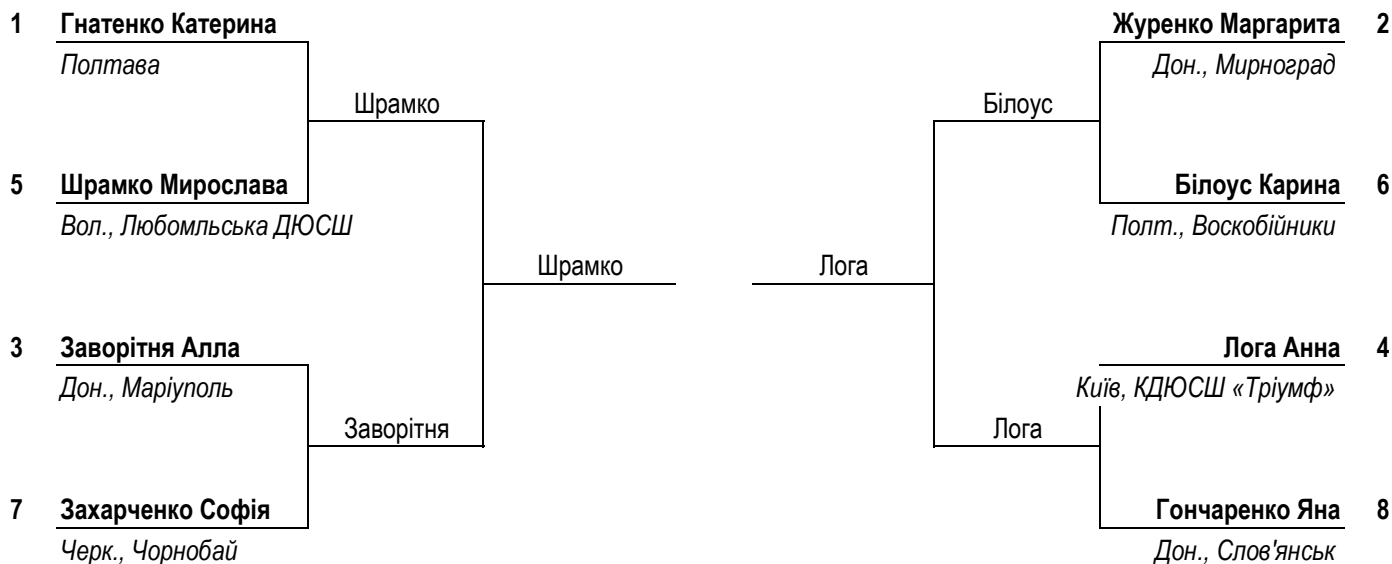 1 Гнатенко Катерина
Полтава
Шрамко
5 Шрамко Мирослава
Вол., Любомльська ДЮСШ
Шрамко
3 Заворітня Алла
Дон., Маріуполь
Заворітня
7 Захарченко Софія
Черк., Чорнобай
Журенко Маргарита 2
Дон., Мирноград
Білоус
Білоус Карина 6
Полт., Воскобійники
Лога
Лога Анна 4
Київ, КДЮСШ «Тріумф»
Лога
Гончаренко Яна 8
Дон., Слов'янськ